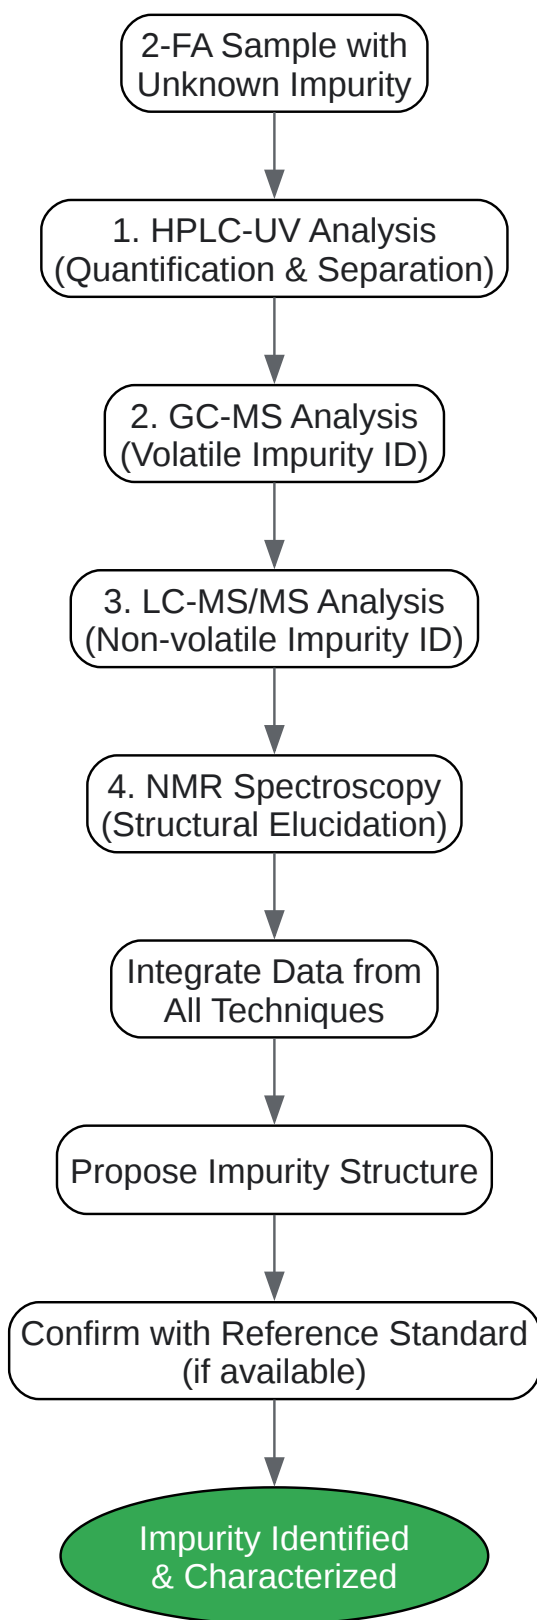 2-FA Sample with
Unknown Impurity
1. HPLC-UV Analysis
(Quantification & Separation)
2. GC-MS Analysis
(Volatile Impurity ID)
3. LC-MS/MS Analysis
(Non-volatile Impurity ID)
4. NMR Spectroscopy
(Structural Elucidation)
Integrate Data from
All Techniques
Propose Impurity Structure
Confirm with Reference Standard
(if available)
Impurity Identified
& Characterized